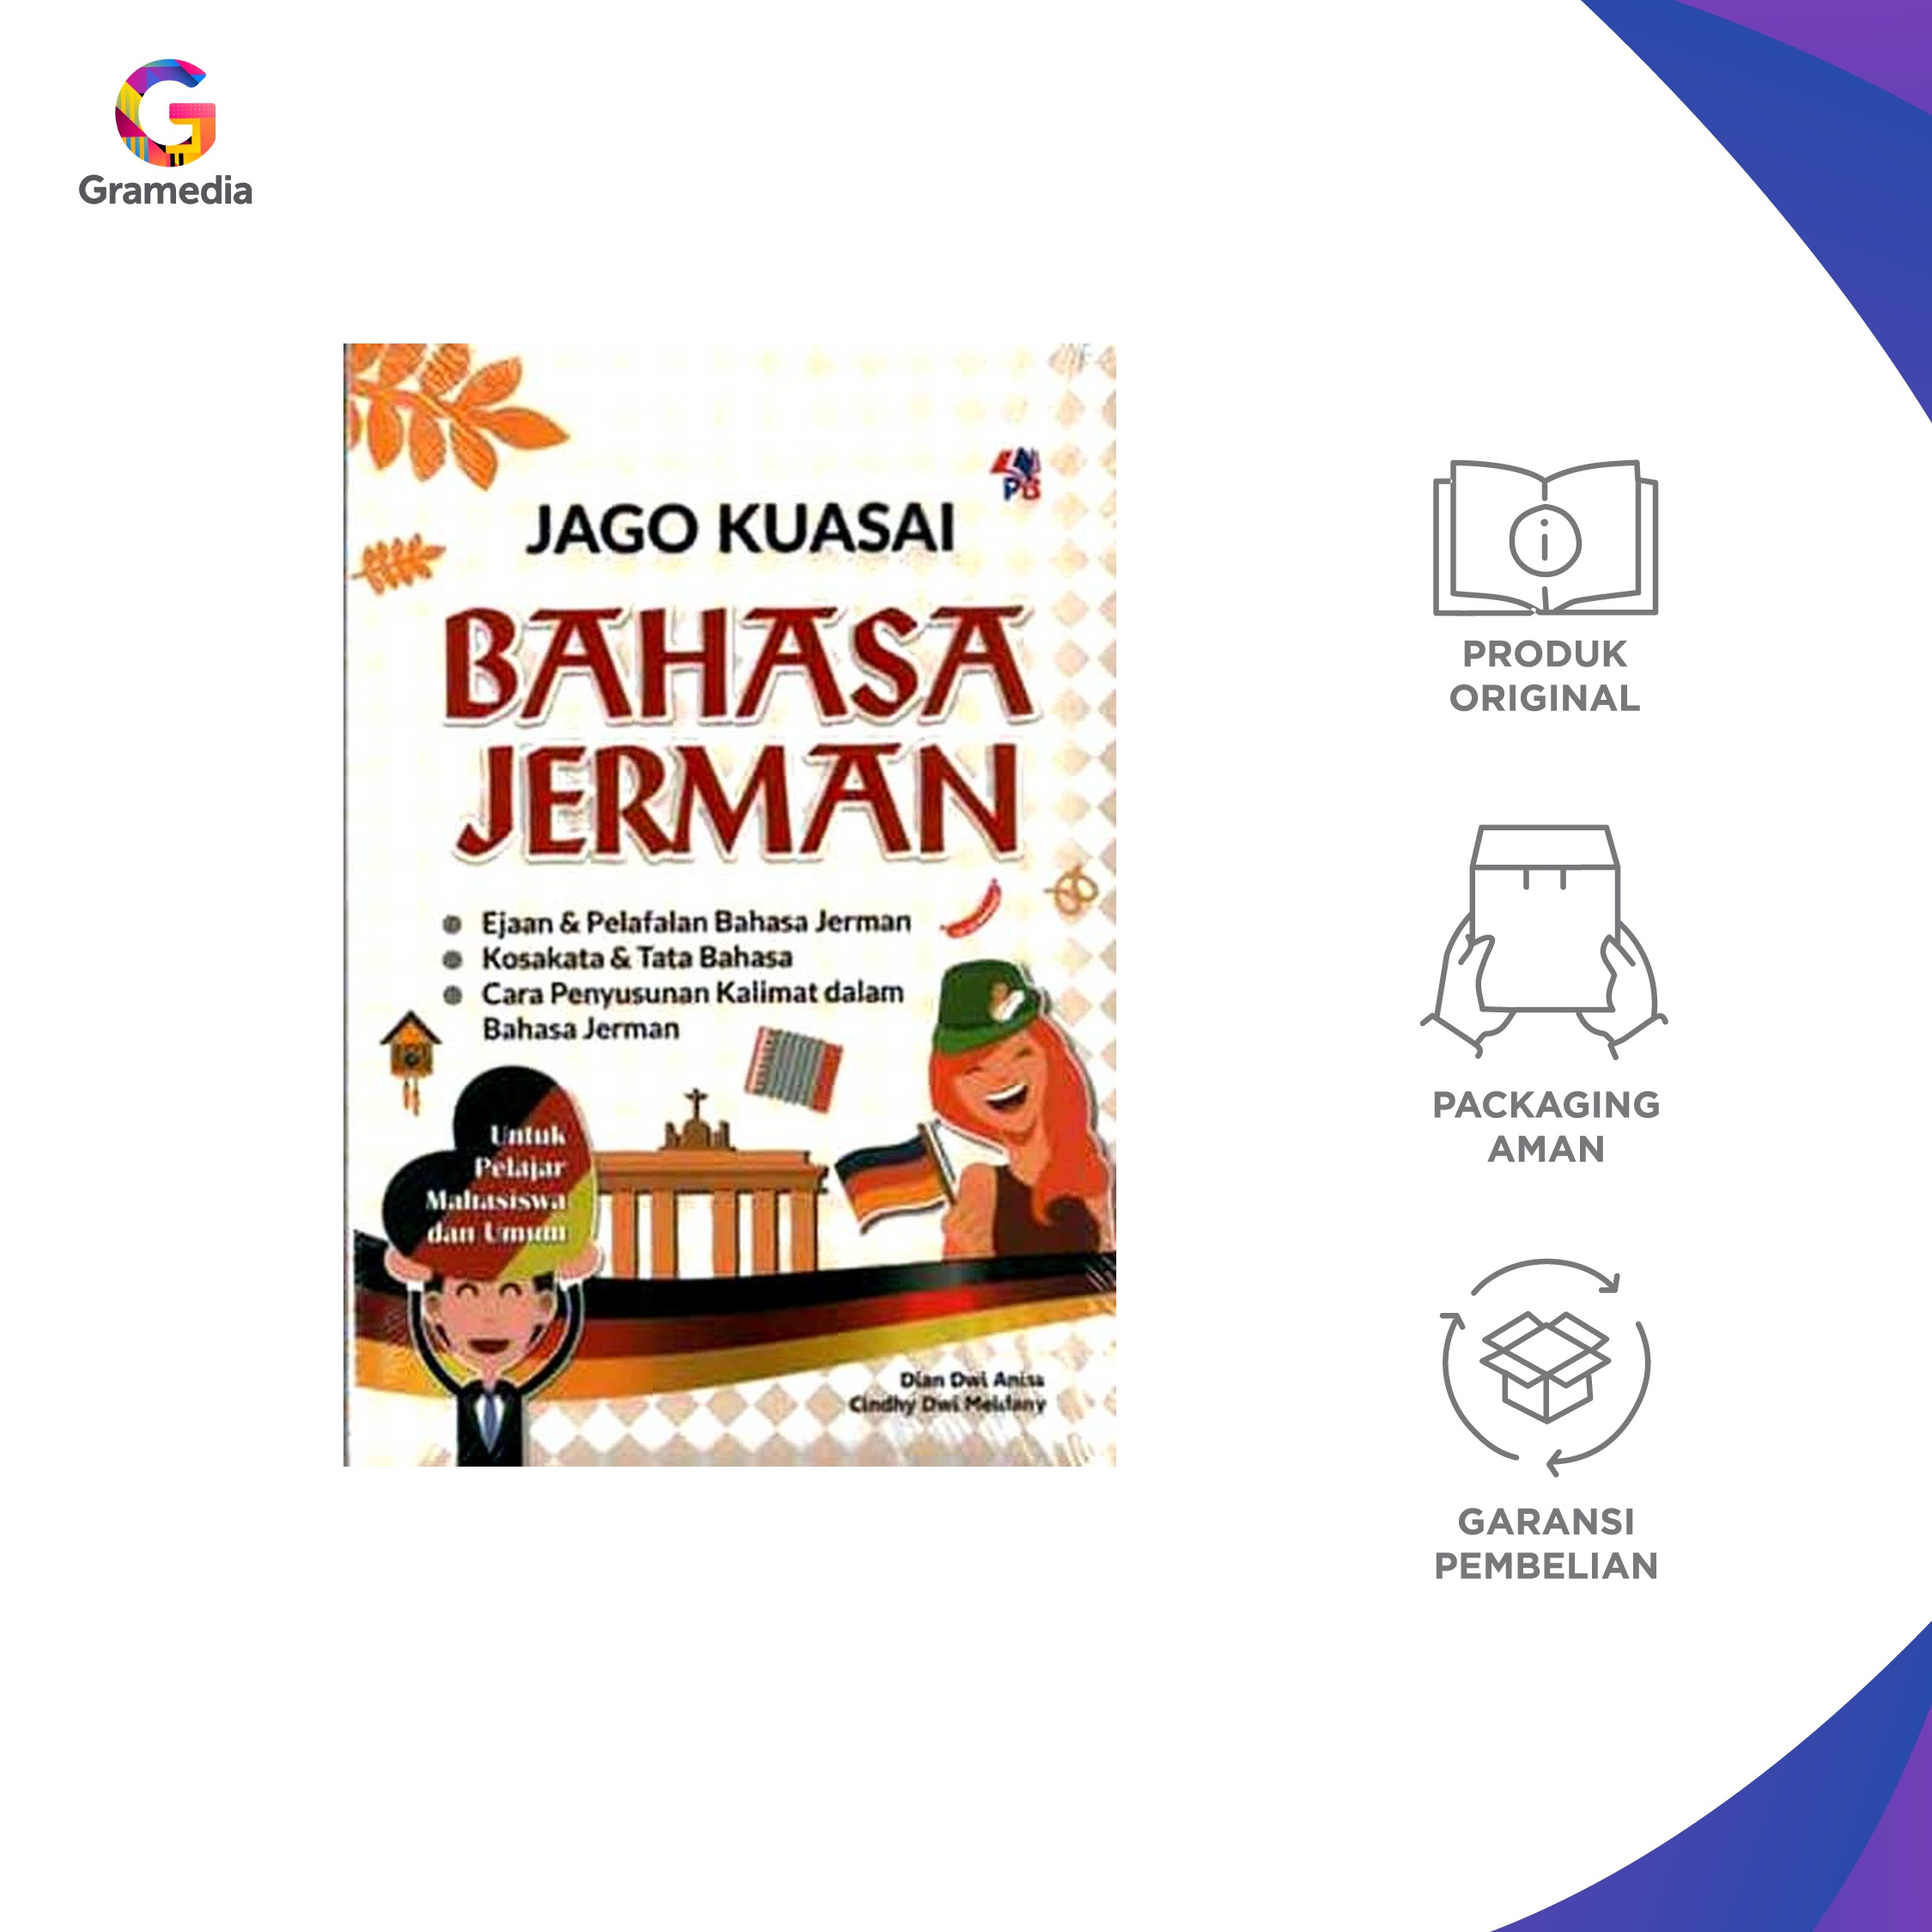 Gramedia
JAGO KUASAI
BAHASA
JERMAN
Ejaan & Pelafalan Bahasa Jerman
Kosakata & Tata Bahasa
Cara Penyusunan Kalimat dalam
Bahasa Jerman
Untuk
Pelajar
Mahasiswa
dan Umum
Dian Dwi Anisa
Cindhy Dwi Meidany
PRODUK
ORIGINAL
PACKAGING
AMAN
GARANSI
PEMBELIAN